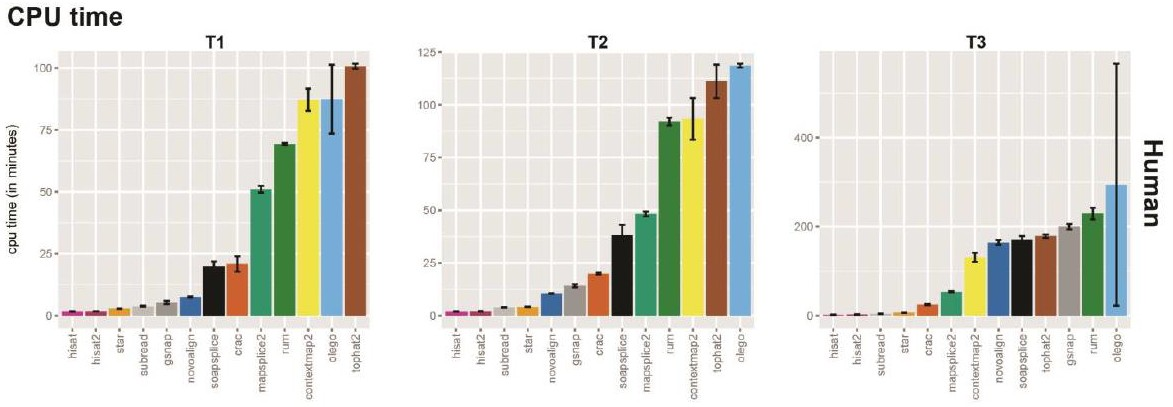 CPU time
T1
T2
T3
cpu time (in minutes)
100
75
50
25
0
hisat
hisat2
star
subread
gsnap
novoalign
soapsplice
crac
mapsplice2
rum
contextmap2
olego
tophat2
125
100
75
50
25
0
hisat
hisat2
subread
star
novoalign
gsnap
crac
soapsplice
mapsplice2
rum
contextmap2
tophat2
olego
400
200
0
hisat
hisat2
subread
star
crac
mapsplice2
contextmap2
novoalign
soapsplice
tophat2
gsnap
rum
olego
Human